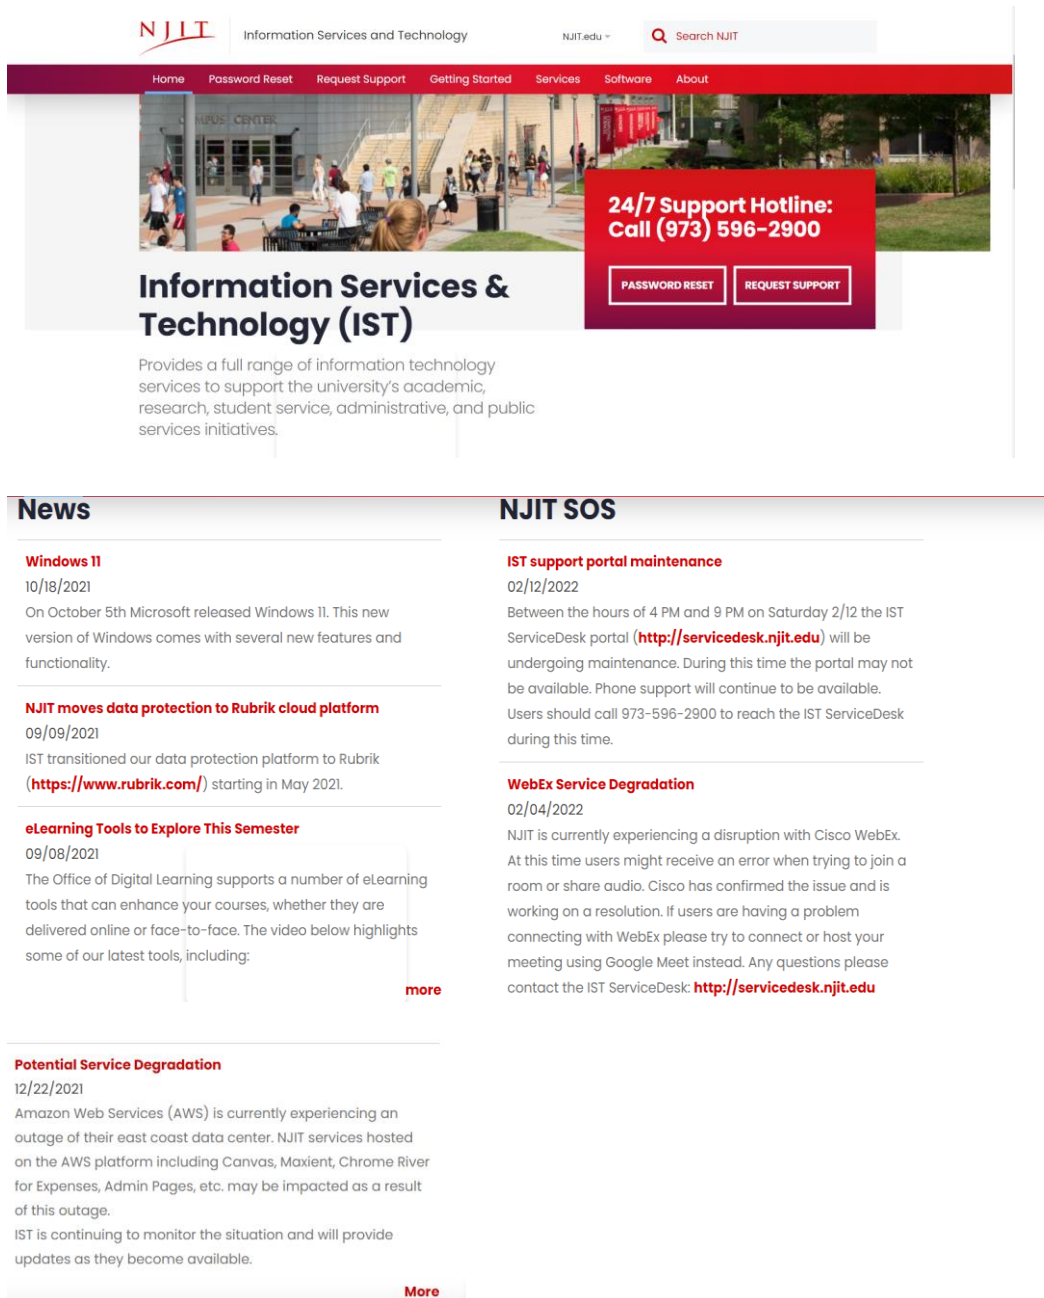 NJIT
Information Services and Technology
NJIT.edu
Search NJIT
Home Password Reset Request Support Getting Started Services Software About
CAMPUS CENTER
24/7 Support Hotline:
Call (973) 596-2900
PASSWORD RESET REQUEST SUPPORT
Information Services &
Technology (IST)
Provides a full range of information technology
services to support the university's academic,
research, student service, administrative, and public
services initiatives.
News
Windows 11
10/18/2021
On October 5th Microsoft released Windows 11. This new
version of Windows comes with several new features and
functionality.
NJIT moves data protection to Rubrik cloud platform
09/09/2021
IST transitioned our data protection platform to Rubrik
(https://www.rubrik.com/) starting in May 2021.
eLearning Tools to Explore This Semester
09/08/2021
The Office of Digital Learning supports a number of eLearning
tools that can enhance your courses, whether they are
delivered online or face-to-face. The video below highlights
some of our latest tools, including:
more
NJIT SOS
IST support portal maintenance
02/12/2022
Between the hours of 4 PM and 9 PM on Saturday 2/12 the IST
ServiceDesk portal (http://servicedesk.njit.edu) will be
undergoing maintenance. During this time the portal may not
be available. Phone support will continue to be available.
Users should call 973-596-2900 to reach the IST ServiceDesk
during this time.
WebEx Service Degradation
02/04/2022
NJIT is currently experiencing a disruption with Cisco WebEx.
At this time users might receive an error when trying to join a
room or share audio. Cisco has confirmed the issue and is
working on a resolution. If users are having a problem
connecting with WebEx please try to connect or host your
meeting using Google Meet instead. Any questions please
contact the IST ServiceDesk: http://servicedesk.njit.edu
Potential Service Degradation
12/22/2021
Amazon Web Services (AWS) is currently experiencing an
outage of their east coast data center. NJIT services hosted
on the AWS platform including Canvas, Maxient, Chrome River
for Expenses, Admin Pages, etc. may be impacted as a result
of this outage.
IST is continuing to monitor the situation and will provide
updates as they become available.
More